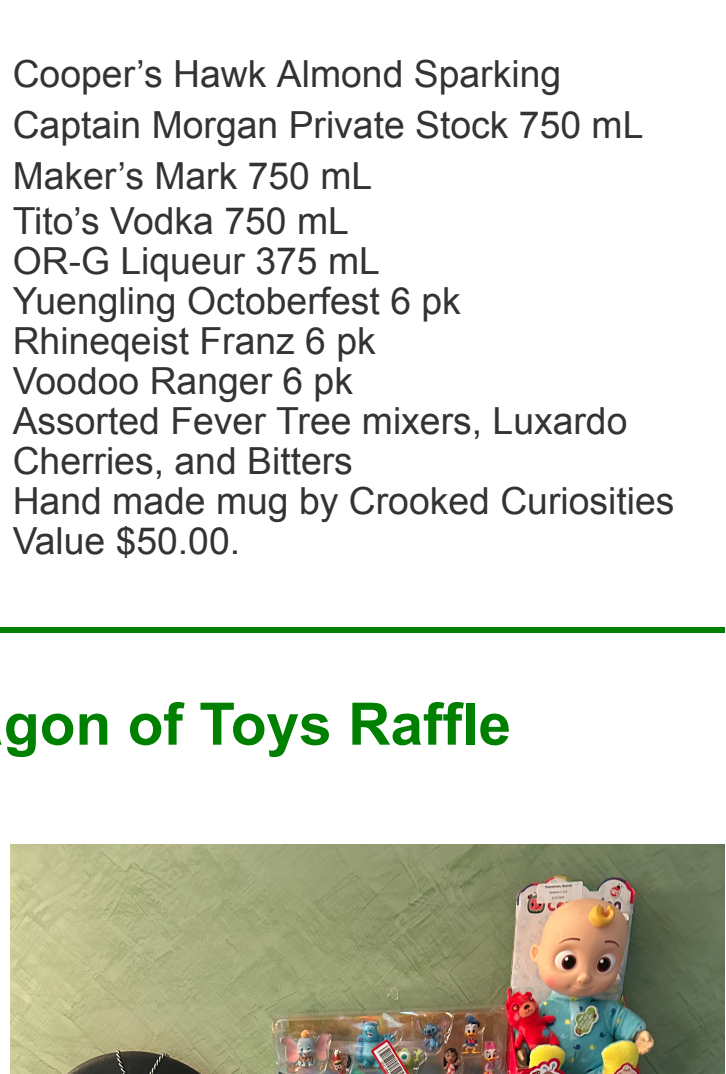 Cooper’s Hawk Almond Sparking
Captain Morgan Private Stock 750 mL
Maker’s Mark 750 mL
Tito’s Vodka 750 mL
OR-G Liqueur 375 mL
Yuengling Octoberfest 6 pk
Rhineqeist Franz 6 pk
Voodoo Ranger 6 pk
Assorted Fever Tree mixers, Luxardo
Cherries, and Bitters
Hand made mug by Crooked Curiosities
Value $50.00.
gon of Toys Raffle